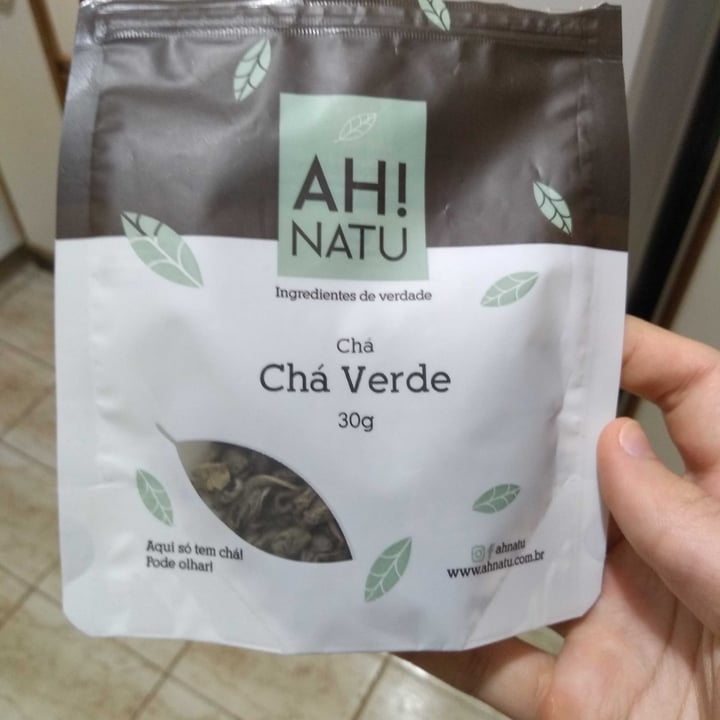 AH!
NATU
Ingredientes de verdade
Chá
Chá Verde
30g
Aqui só tem chá!
Pode olhar!
ahnatu
www.ahnatu.com.br